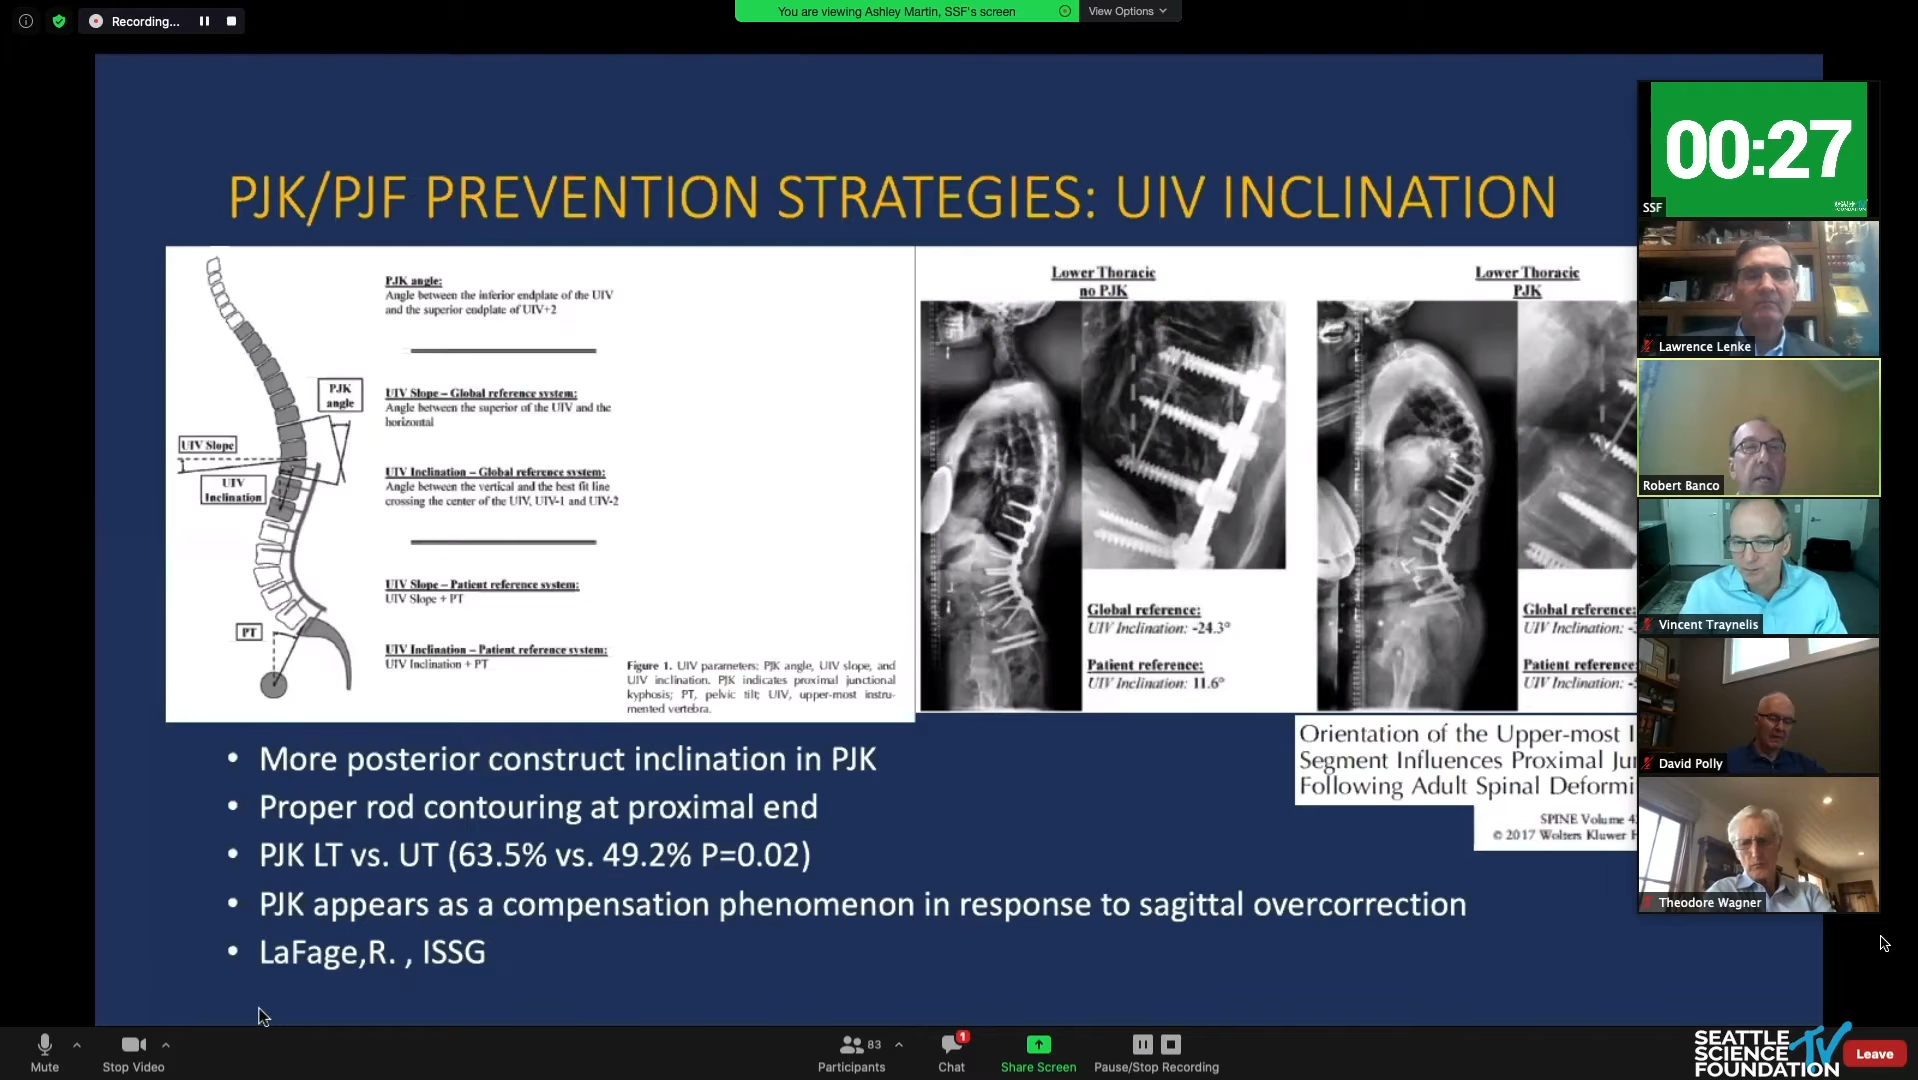 Recording...
You are viewing Ashley Martin, SSF's screen
View Options
PJK/PJF PREVENTION STRATEGIES: UIV INCLINATION
PJK angle:
Angle between the inferior endplate of the UIV
and the superior endplate of UIV+2
UIV Slope – Global reference system:
Angle between the superior of the UIV and the
horizontal
UIV Inclination – Global reference system:
Angle between the vertical and the best fit line
crossing the center of the UIV, UIV-1 and UIV-2
UIV Slope – Patient reference system:
UIV Slope + PT
UIV Inclination – Patient reference system:
UIV Inclination + PT
PJK
angle
UIV Slope
UIV
Inclination
PT
Figure 1. UIV parameters: PJK angle, UIV slope, and
UIV inclination. PJK indicates proximal junctional
kyphosis; PT, pelvic tilt; UIV, upper-most instru-
mented vertebra.
Lower Thoracic
no PJK
Global reference:
UIV Inclination: -24.3°
Patient reference:
UIV Inclination: 11.6°
Lower Thoracic
PJK
Global reference:
UIV Inclination: -
Patient reference:
UIV Inclination: -
Orientation of the Upper-most I
Segment Influences Proximal Ju
Following Adult Spinal Deformi
SPINE Volume 4
© 2017 Wolters Kluwer H
• More posterior construct inclination in PJK
• Proper rod contouring at proximal end
• PJK LT vs. UT (63.5% vs. 49.2% P=0.02)
• PJK appears as a compensation phenomenon in response to sagittal overcorrection
• LaFage,R. , ISSG
00:27
SSF
SEATTLE
SCIENCE
FOUNDATION
TV
Lawrence Lenke
Robert Banco
Vincent Traynelis
David Polly
Theodore Wagner
Mute
Stop Video
83
Participants
1
Chat
Share Screen
Pause/Stop Recording
SEATTLE
SCIENCE
FOUNDATION
TV
Leave